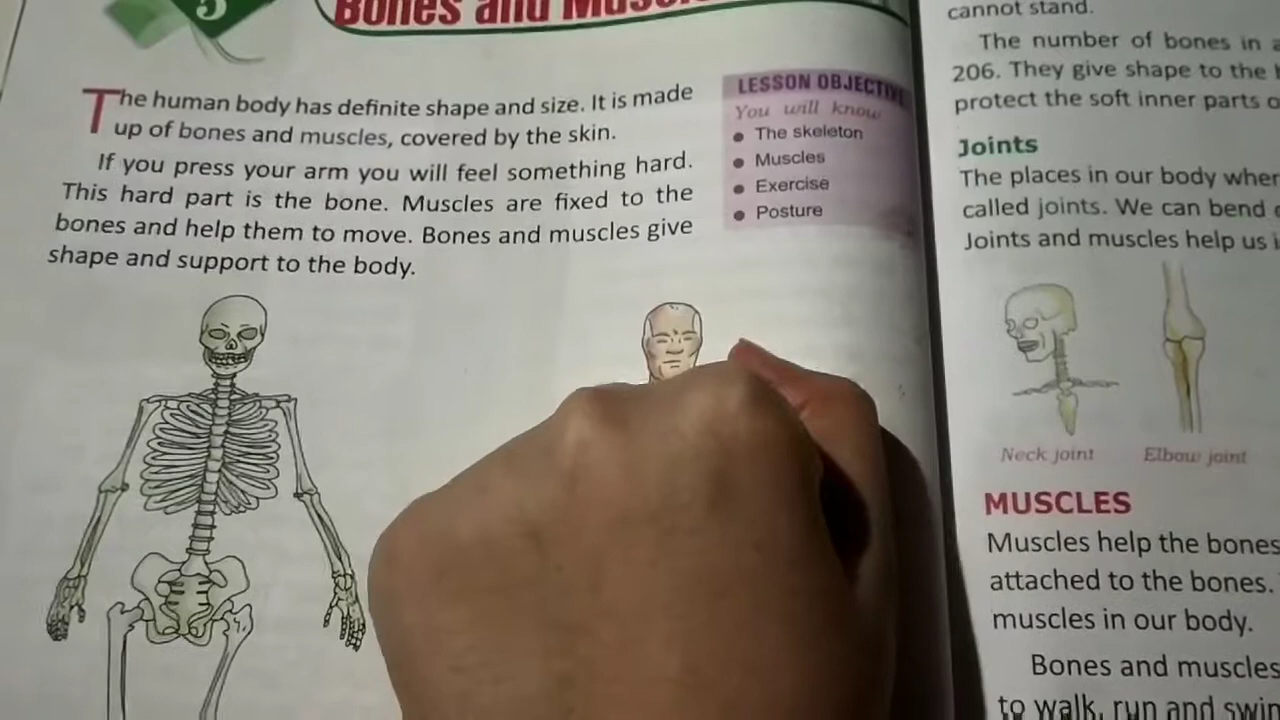 5
Bones and
The human body has definite shape and size. It is made
up of bones and muscles, covered by the skin.
If you press your arm you will feel something hard.
This hard part is the bone. Muscles are fixed to the
bones and help them to move. Bones and muscles give
shape and support to the body.
LESSON OBJECTIV
You will know
• The skeleton
• Muscles
• Exercise
• Posture
cannot stand.
The number of bones in a
206. They give shape to the
protect the soft inner parts o
Joints
The places in our body wher
called joints. We can bend
Joints and muscles help us i
Neck joint
Elbow joint
MUSCLES
Muscles help the bones
attached to the bones.
muscles in our body.
Bones and muscles
to walk, run and swin